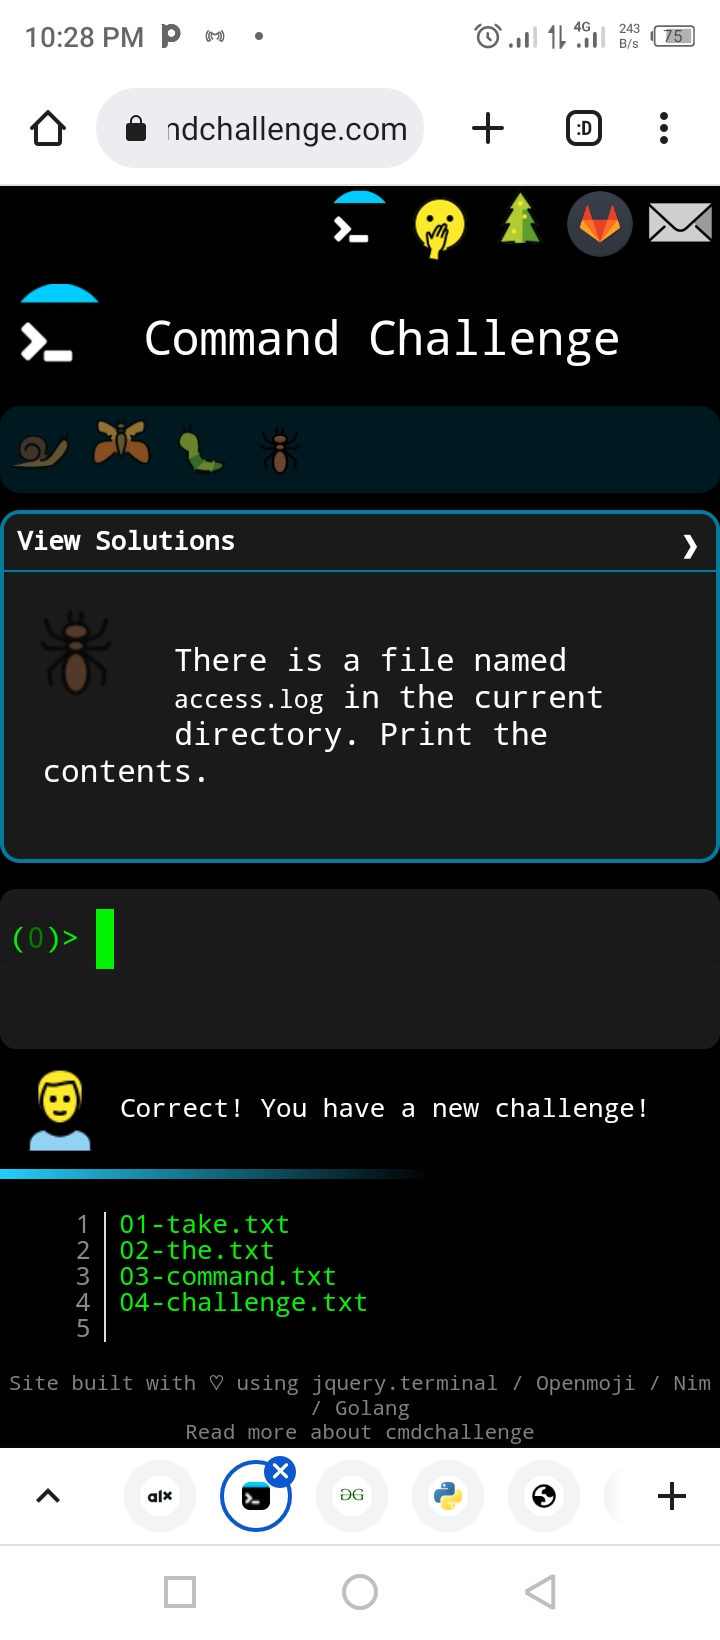 10:28 PM
4G
243
B/s
75
ndchallenge.com
:D
Command Challenge
View Solutions
There is a file named
access.log in the current
directory. Print the
contents.
(0)>
Correct! You have a new challenge!
1 01-take.txt
2 02-the.txt
3 03-command.txt
4 04-challenge.txt
5
Site built with ♡ using jquery.terminal / Openmoji / Nim
/ Golang
Read more about cmdchallenge
alx